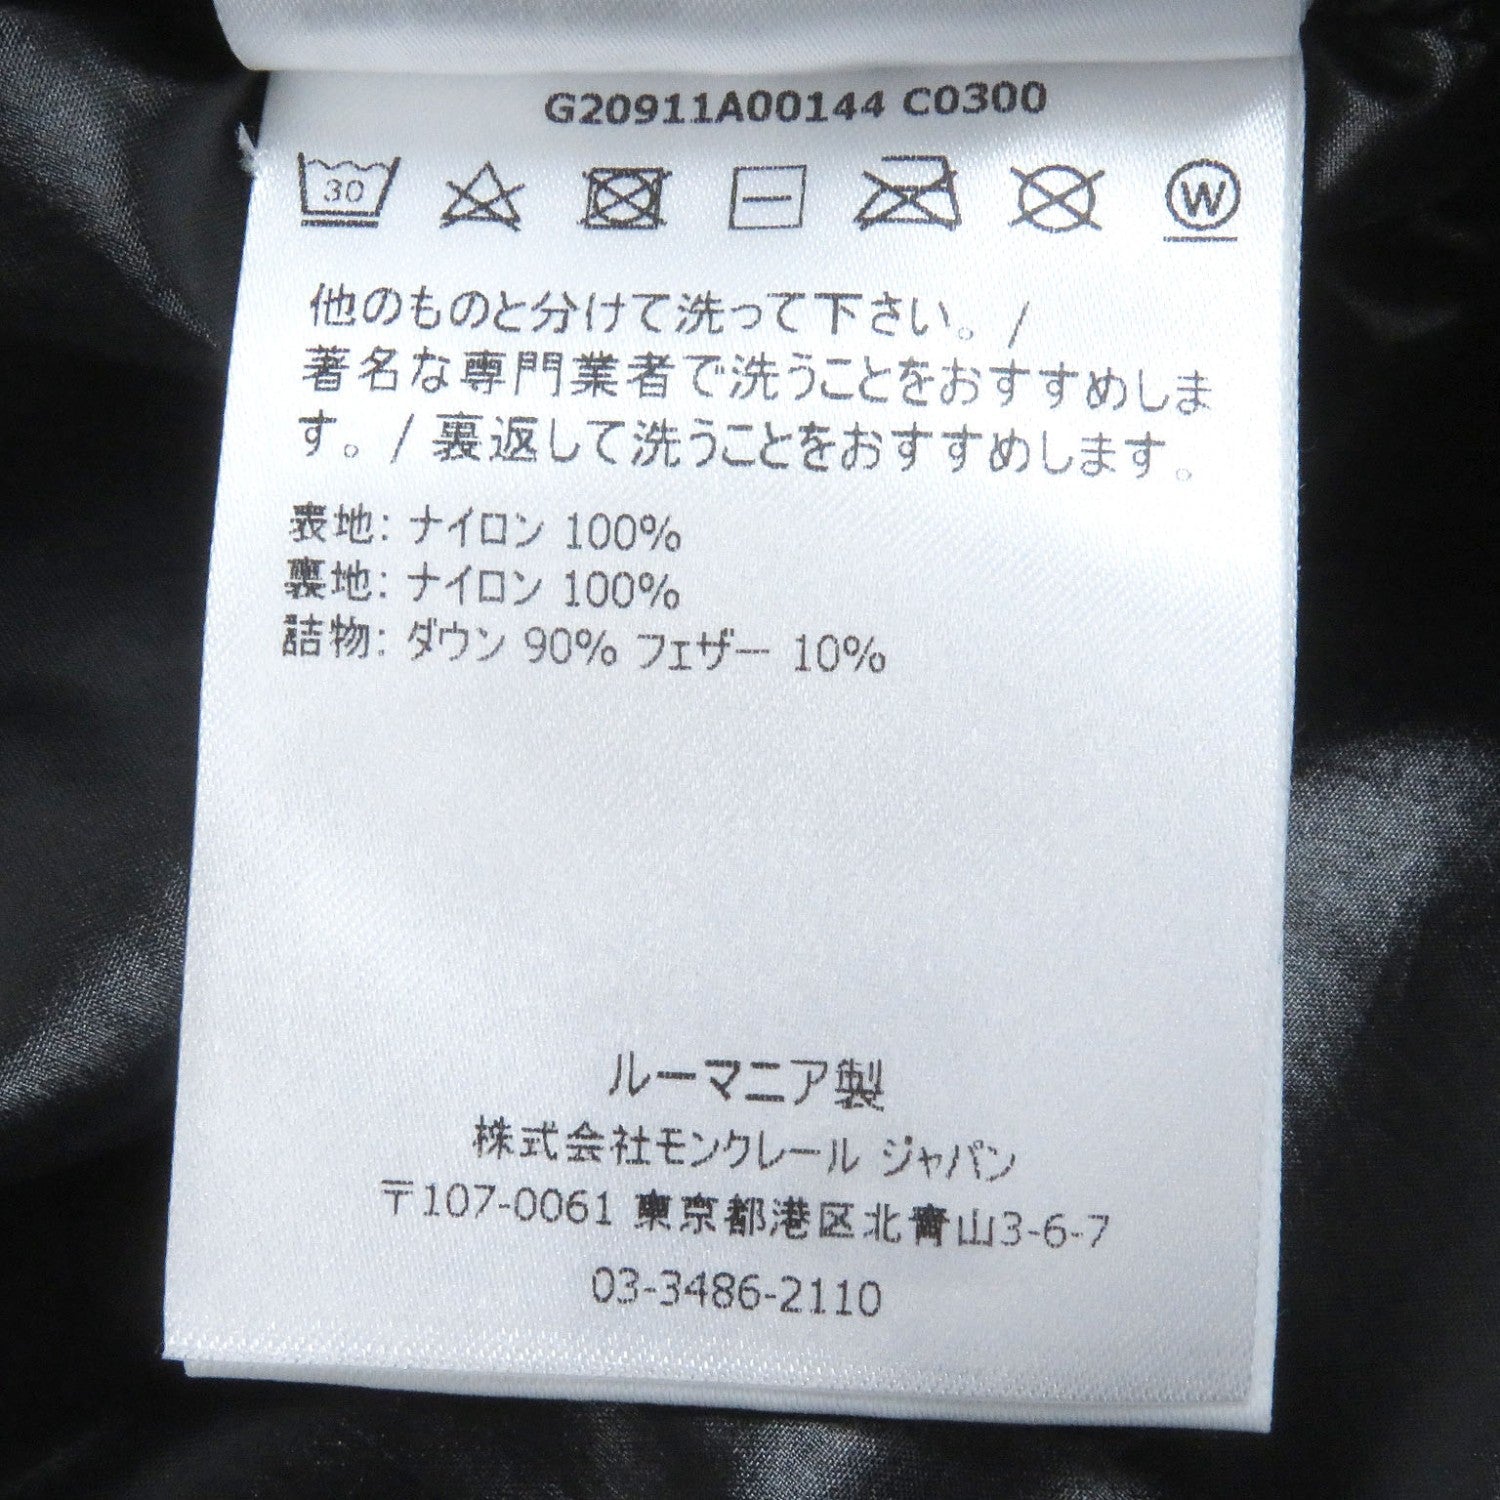 G20911A00144 C0300
30 W
他のものと分けて洗って下さい。/
著名な専門業者で洗うことをおすすめしま
す。/ 裏返して洗うことをおすすめします。
表地: ナイロン 100%
裏地: ナイロン 100%
詰物: ダウン 90% フェザー 10%
ルーマニア製
株式会社モンクレール ジャパン
〒107-0061 東京都港区北青山3-6-7
03-3486-2110